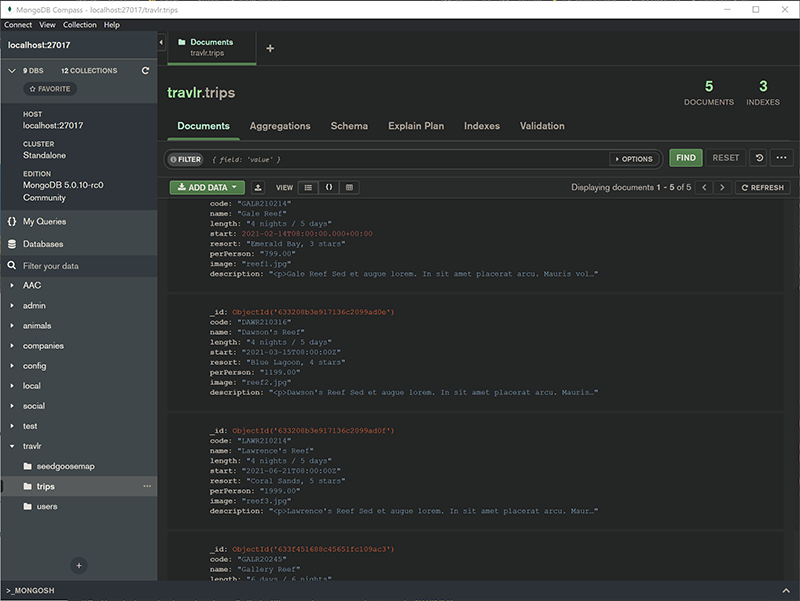 MongoDB Compass - localhost:27017/travlr.trips
Connect View Collection Help
localhost:27017
Documents
travlr.trips
9 DBS 12 COLLECTIONS
FAVORITE
HOST
localhost:27017
CLUSTER
Standalone
EDITION
MongoDB 5.0.10-rc0
Community
My Queries
Databases
Filter your data
AAC
admin
animals
companies
config
local
social
test
travlr
seedgoosemap
trips
users
travlr.trips
5
DOCUMENTS
3
INDEXES
Documents Aggregations Schema Explain Plan Indexes Validation
FILTER { field: 'value' } OPTIONS FIND RESET
ADD DATA VIEW Displaying documents 1 - 5 of 5 REFRESH
code: "GALR210214"
name: "Gale Reef"
length: "4 nights / 5 days"
start: 2021-02-14T08:00:00.000+00:00
resort: "Emerald Bay, 3 stars"
perPerson: "799.00"
image: "reef1.jpg"
description: "<p>Gale Reef Sed et augue lorem. In sit amet placerat arcu. Mauris vol…"
_id: ObjectId('633208b3e917136c2099ad0e')
code: "DAWR210316"
name: "Dawson's Reef"
length: "4 nights / 5 days"
start: "2021-03-15T08:00:00Z"
resort: "Blue Lagoon, 4 stars"
perPerson: "1199.00"
image: "reef2.jpg"
description: "<p>Dawson's Reef Sed et augue lorem. In sit amet placerat arcu. Mauris…"
_id: ObjectId('633208b3e917136c2099ad0f')
code: "LAWR210214"
name: "Lawrence's Reef"
length: "4 nights / 5 days"
start: "2021-06-21T08:00:00Z"
resort: "Coral Sands, 5 stars"
perPerson: "1999.00"
image: "reef3.jpg"
description: "<p>Lawrence's Reef Sed et augue lorem. In sit amet placerat arcu. Maur…"
_id: ObjectId('633f451688c45651fc109ac3')
code: "GALR20245"
name: "Gallery Reef"
length: "6 days / 6 nights"
>_MONGOSH